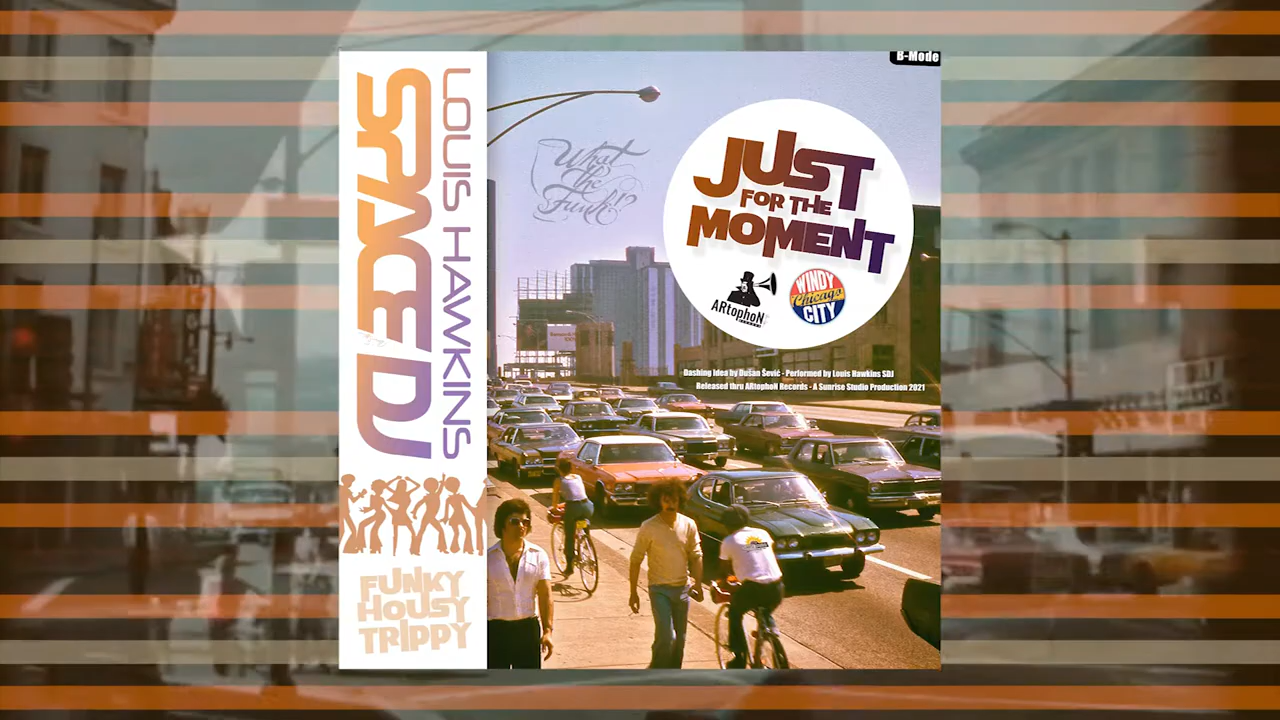 LOUIS HAWKINS
SPACEDJ
FUNKY
HOUSY
TRIPPY
B-Mode
What
the
Funk!?
JUST
FOR THE
MOMENT
ARtophoN
WINDY
Chicago
CITY
Dashing Idea by Dušan Šević - Performed by Louis Hawkins SDJ
Released thru ARtophoN Records - A Sunrise Studio Production 2021